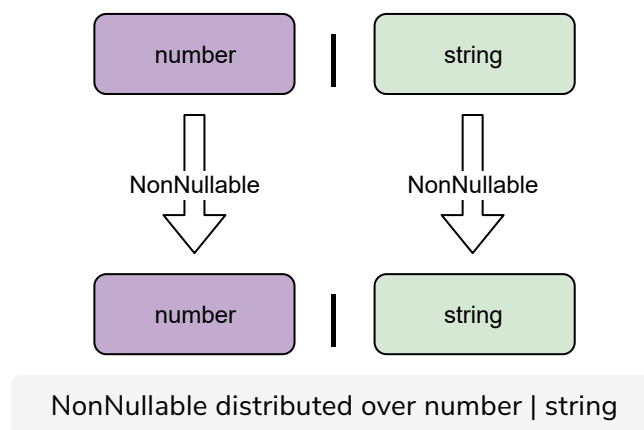 number | string
NonNullable NonNullable
number | string
NonNullable distributed over number | string